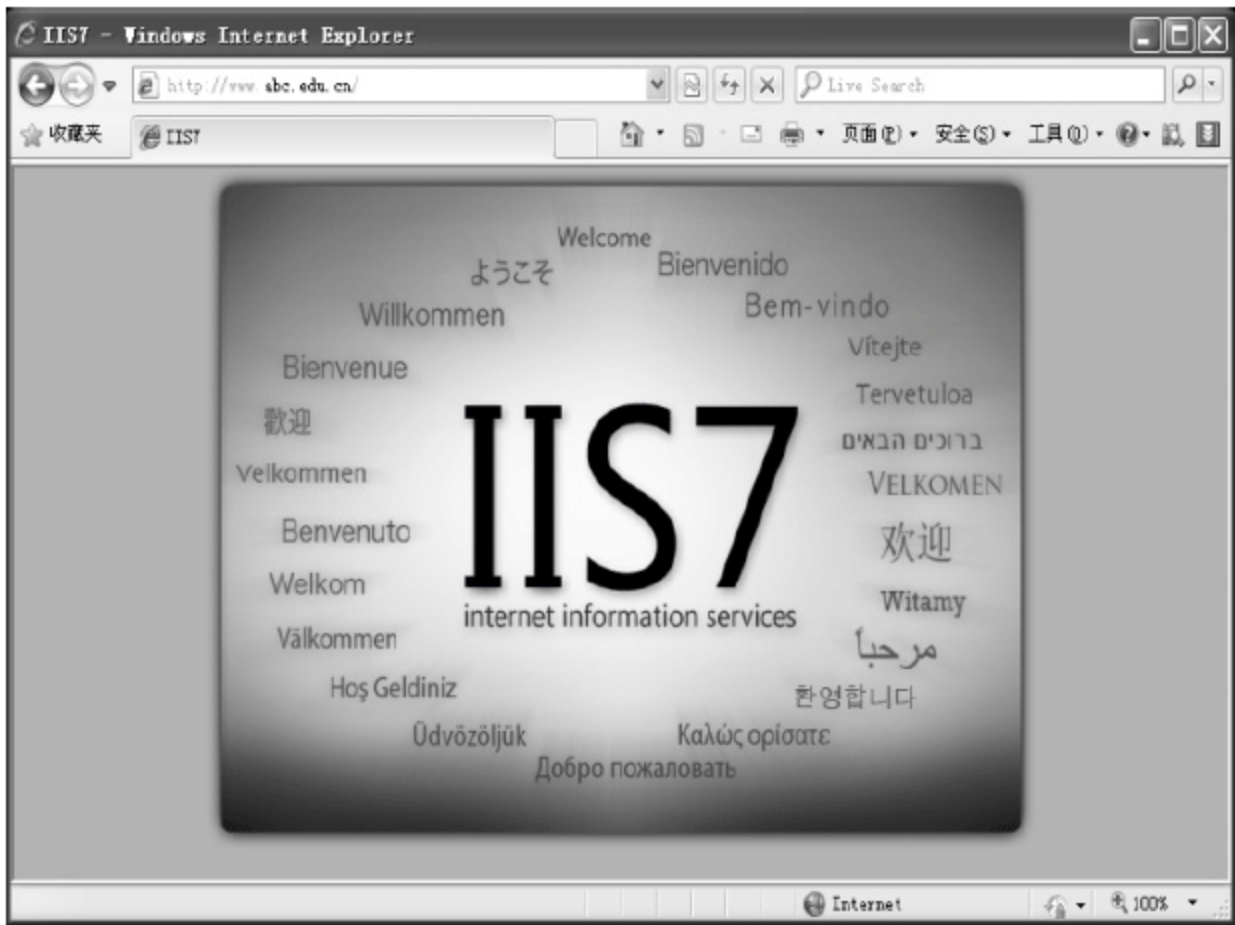 IIS7 - Windows Internet Explorer
http://www.abc.edu.cn/
Live Search
收藏夹
IIS7
页面(P)
安全(S)
工具(O)
Welcome
ようこそ
Bienvenido
Willkommen
Bem-vindo
Vítejte
Bienvenue
Tervetuloa
歡迎
ברוכים הבאים
Velkommen
VELKOMEN
Benvenuto
欢迎
Welkom
Witamy
Välkommen
مرحباً
Hoş Geldiniz
환영합니다
Üdvözöljük
Καλώς ορίσατε
Добро пожаловать
IIS7
internet information services
Internet
100%